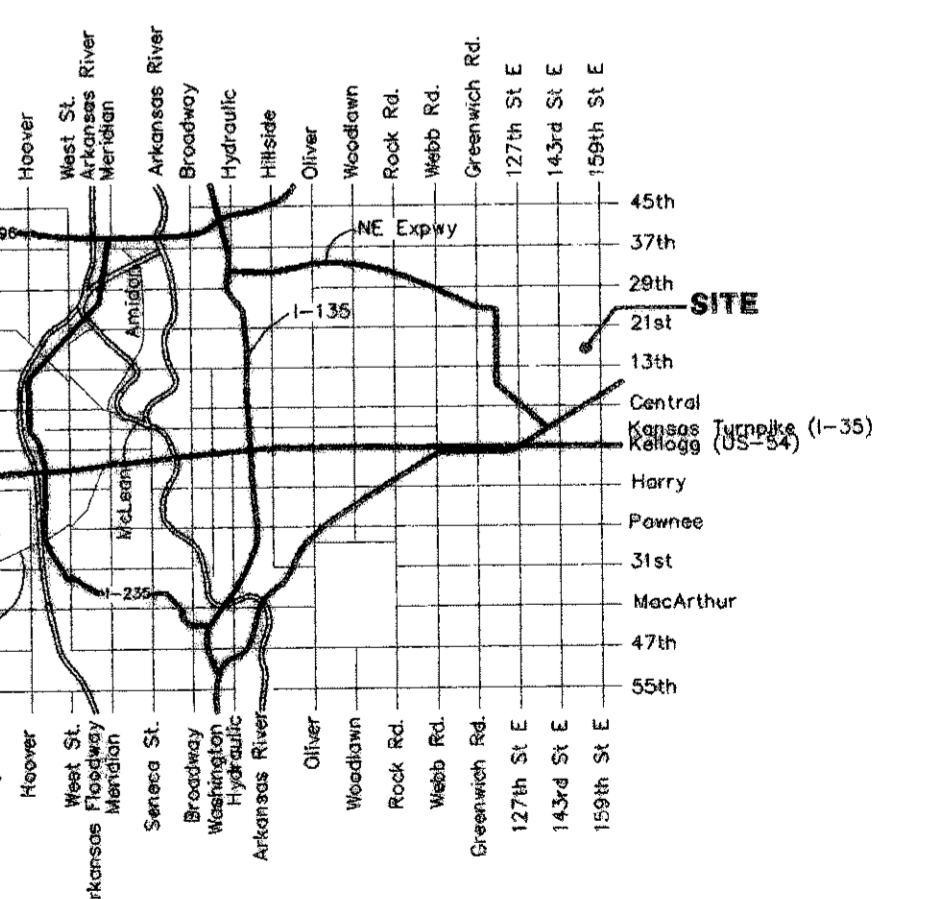 Hoover
West St.
Arkansas River
Meridian
Arkansas River
Broadway
Hydraulic
Hillside
Oliver
Woodlawn
Rock Rd.
Webb Rd.
Greenwich Rd.
127th St E
143rd St E
159th St E
45th
96
NE Expwy
37th
29th
SITE
Amidon
I-135
21st
13th
Central
Kansas Turnpike (I-35)
Kellogg (US-54)
McLean
Harry
Pawnee
31st
I-235
MacArthur
47th
55th
Hoover
West St.
rkansas Floodway
Meridian
Seneca St.
Broadway
Washington
Hydraulic
Arkansas River
Oliver
Woodlawn
Rock Rd.
Webb Rd.
Greenwich Rd.
127th St E
143rd St E
159th St E